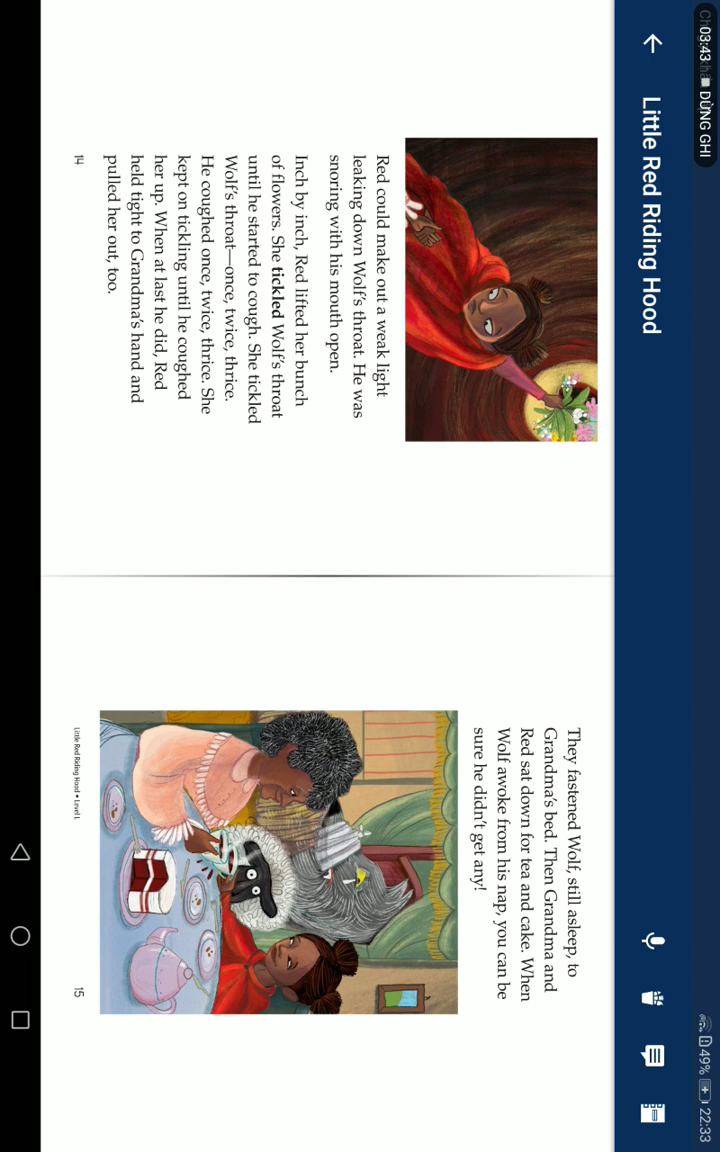 03:43 ■ DỪNG GHI
49% 22:33
Little Red Riding Hood
Red could make out a weak light
leaking down Wolf's throat. He was
snoring with his mouth open.
Inch by inch, Red lifted her bunch
of flowers. She tickled Wolf's throat
until he started to cough. She tickled
Wolf's throat—once, twice, thrice.
He coughed once, twice, thrice. She
kept on tickling until he coughed
her up. When at last he did, Red
held tight to Grandma's hand and
pulled her out, too.
14
They fastened Wolf, still asleep, to
Grandma's bed. Then Grandma and
Red sat down for tea and cake. When
Wolf awoke from his nap, you can be
sure he didn't get any!
Little Red Riding Hood • Level L
15